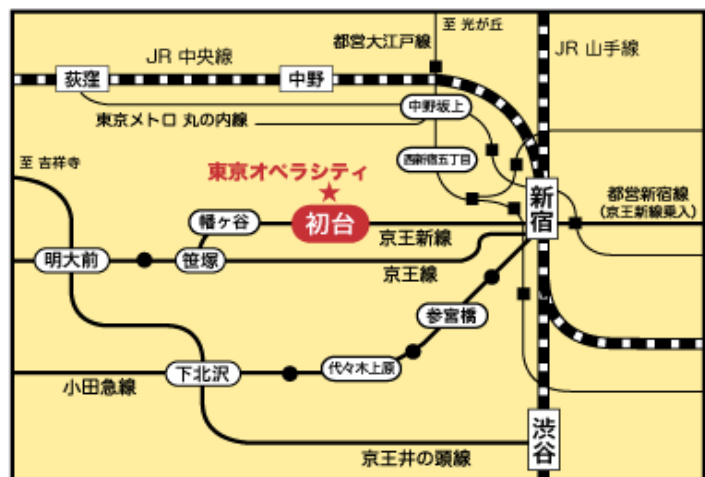 至 光が丘
都営大江戸線
JR 山手線
JR 中央線
荻窪
中野
中野坂上
東京メトロ 丸の内線
西新宿五丁目
至 吉祥寺
東京オペラシティ
新宿
都営新宿線
(京王新線乗入)
幡ヶ谷
初台
京王新線
明大前
笹塚
京王線
参宮橋
代々木上原
下北沢
小田急線
渋谷
京王井の頭線